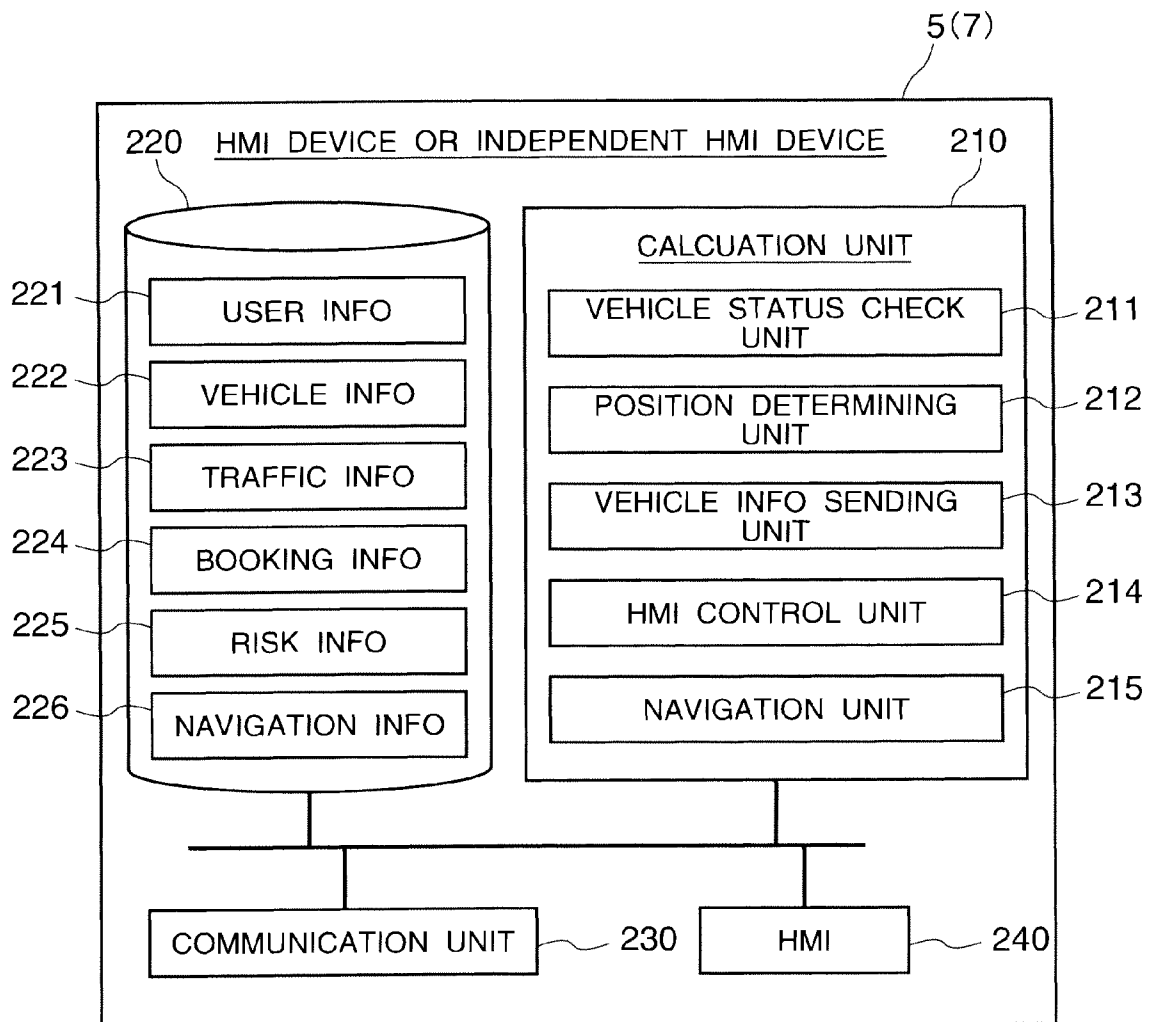 5(7)
HMI DEVICE OR INDEPENDENT HMI DEVICE
220
210
CALCUATION UNIT
221
USER INFO
222
VEHICLE INFO
223
TRAFFIC INFO
224
BOOKING INFO
225
RISK INFO
226
NAVIGATION INFO
VEHICLE STATUS CHECK
UNIT
211
POSITION DETERMINING
UNIT
212
VEHICLE INFO SENDING
UNIT
213
HMI CONTROL UNIT
214
NAVIGATION UNIT
215
COMMUNICATION UNIT
230
HMI
240